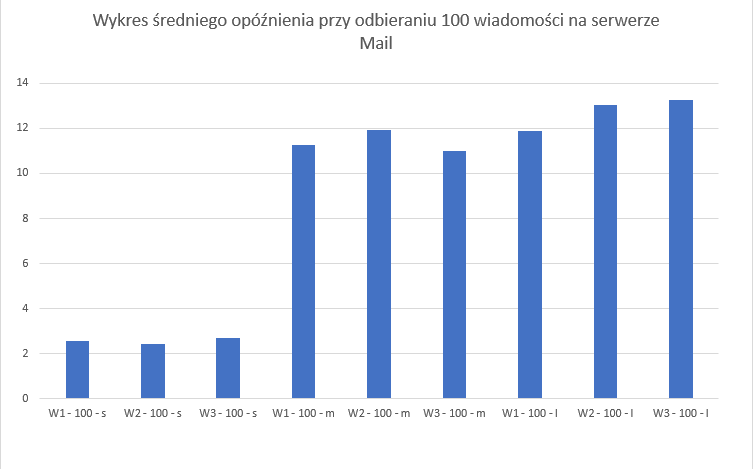 Wykres średniego opóźnienia przy odbieraniu 100 wiadomości na serwerze
Mail
14
12
10
8
6
4
2
0
W1 - 100 - s
W2 - 100 - s
W3 - 100 - s
W1 - 100 - m
W2 - 100 - m
W3 - 100 - m
W1 - 100 - l
W2 - 100 - l
W3 - 100 - l